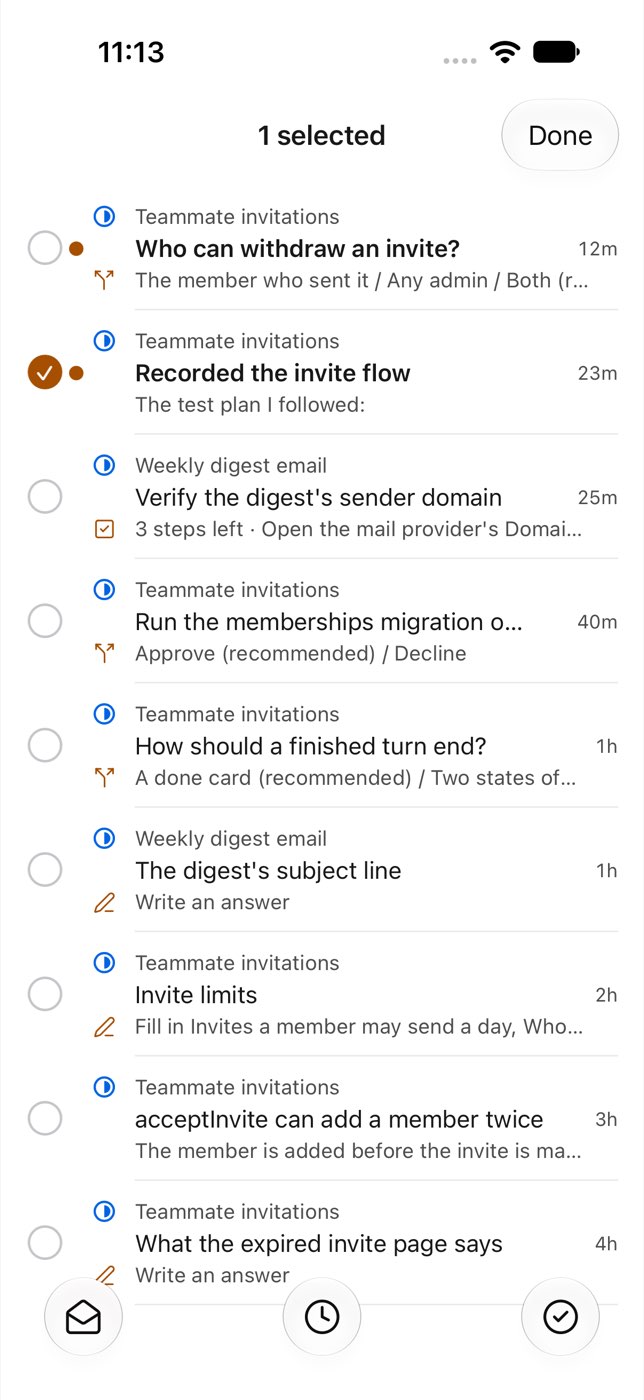 11:13
1 selected
Done
Teammate invitations
Who can withdraw an invite?
12m
The member who sent it / Any admin / Both (r...
Teammate invitations
Recorded the invite flow
23m
The test plan I followed:
Weekly digest email
Verify the digest's sender domain
25m
3 steps left · Open the mail provider's Domai...
Teammate invitations
Run the memberships migration o...
40m
Approve (recommended) / Decline
Teammate invitations
How should a finished turn end?
1h
A done card (recommended) / Two states of...
Weekly digest email
The digest's subject line
1h
Write an answer
Teammate invitations
Invite limits
2h
Fill in Invites a member may send a day, Who...
Teammate invitations
acceptInvite can add a member twice
3h
The member is added before the invite is ma...
Teammate invitations
What the expired invite page says
4h
Write an answer